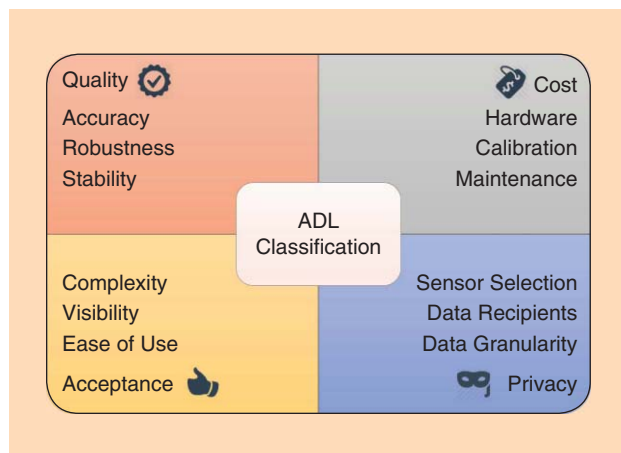 Quality
Accuracy
Robustness
Stability
Cost
Hardware
Calibration
Maintenance
ADL
Classification
Complexity
Visibility
Ease of Use
Acceptance
Sensor Selection
Data Recipients
Data Granularity
Privacy